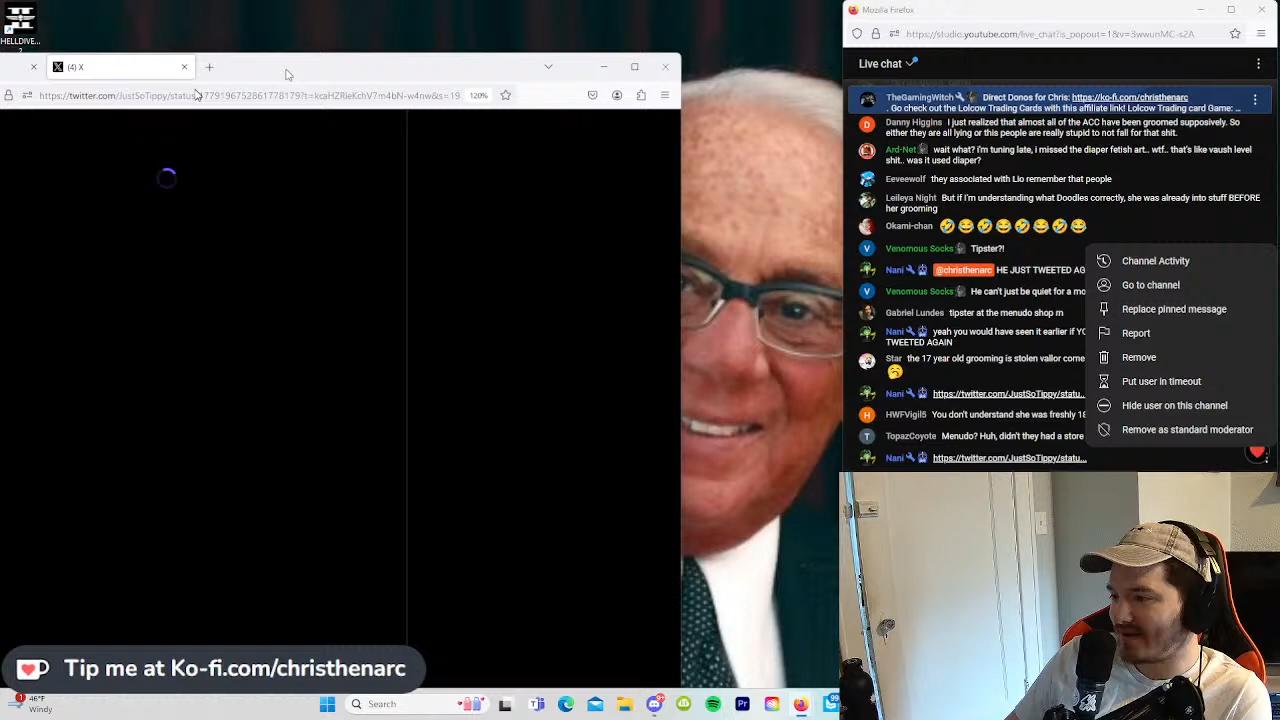 HELLDIVE...
2
(4) X
https://twitter.com/JustSoTippy/status
120%
Tip me at Ko-fi.com/christhenarc
46°F
Wind
Search
Mozilla Firefox
https://studio.youtube.com/live_chat?is_popout=1&v=3wwunMC-s2A
Live chat
TheGamingWitch Direct Donos for Chris: https://ko-fi.com/christhenarc
. Go check out the Lolcow Trading Cards with this affiliate link! Lolcow Trading card Game: ...
Danny Higgins I just realized that almost all of the ACC have been groomed supposively. So
either they are all lying or this people are really stupid to not fall for that shit.
Ard-Net wait what? i'm tuning late, i missed the diaper fetish art.. wtf.. that's like vaush level
shit.. was it used diaper?
Eeveewolf they associated with Lio remember that people
Leileya Night But if I'm understanding what Doodles correctly, she was already into stuff BEFORE
her grooming
Okami-chan 🤣😂🤣😂🤣😂🤣😂
Venomous Socks Tipster?!
Nani @christhenarc HE JUST TWEETED AG
Venomous Socks He can't just be quiet for a mo
Gabriel Lundes tipster at the menudo shop rn
Nani yeah you would have seen it earlier if YO
TWEETED AGAIN
Star the 17 year old grooming is stolen vallor come
Nani https://twitter.com/JustSoTippy/statu...
HWFVigil5 You don't understand she was freshly 18
TopazCoyote Menudo? Huh, didn't they had a store
Nani https://twitter.com/JustSoTippy/statu...
Channel Activity
Go to channel
Replace pinned message
Report
Remove
Put user in timeout
Hide user on this channel
Remove as standard moderator